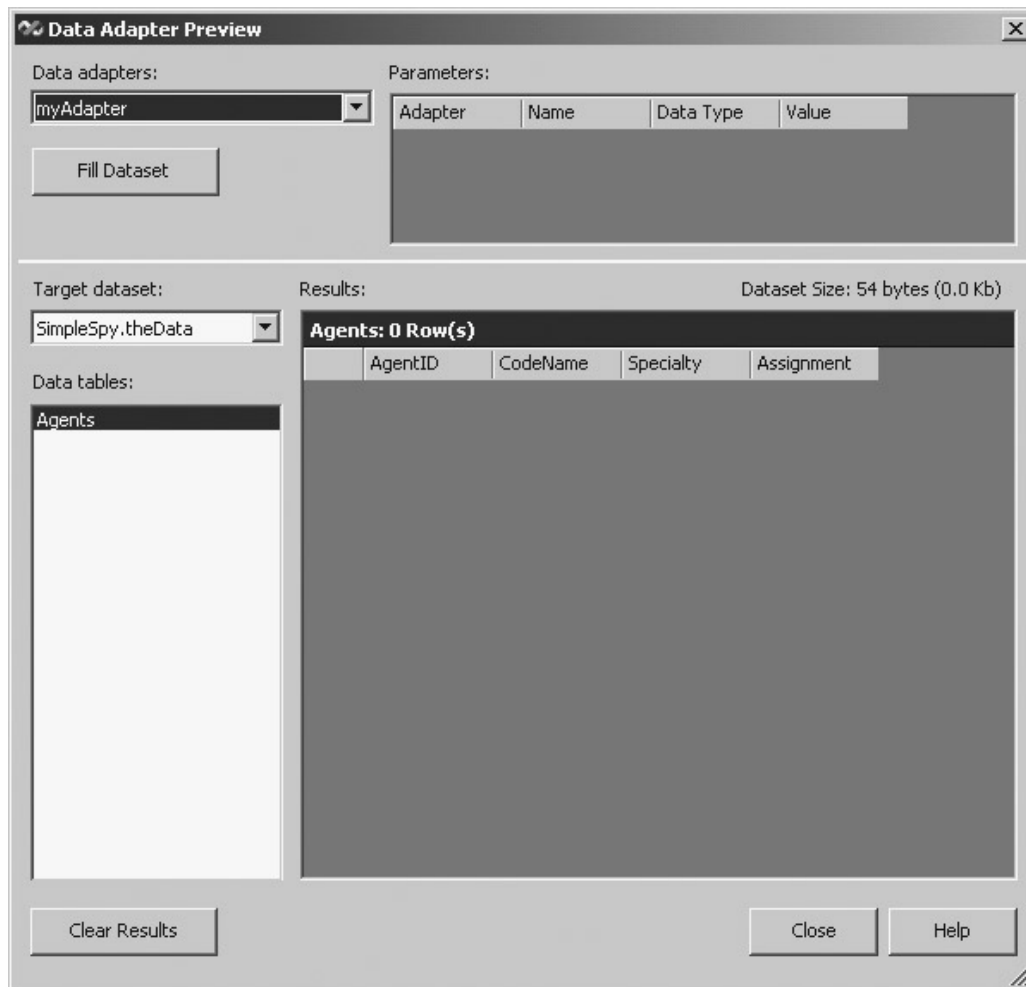 Data Adapter Preview
Data adapters:
myAdapter
Fill Dataset
Parameters:
Adapter Name Data Type Value
Target dataset:
SimpleSpy.theData
Data tables:
Agents
Results:
Dataset Size: 54 bytes (0.0 Kb)
Agents: 0 Row(s)
AgentID CodeName Specialty Assignment
Clear Results
Close
Help